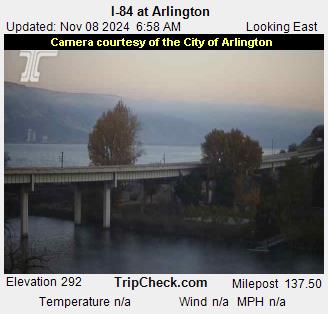 I-84 at Arlington
Updated: Nov 08 2024 6:58 AM Looking East
Camera courtesy of the City of Arlington
Elevation 292 TripCheck.com Milepost 137.50
Temperature n/a Wind n/a MPH n/a